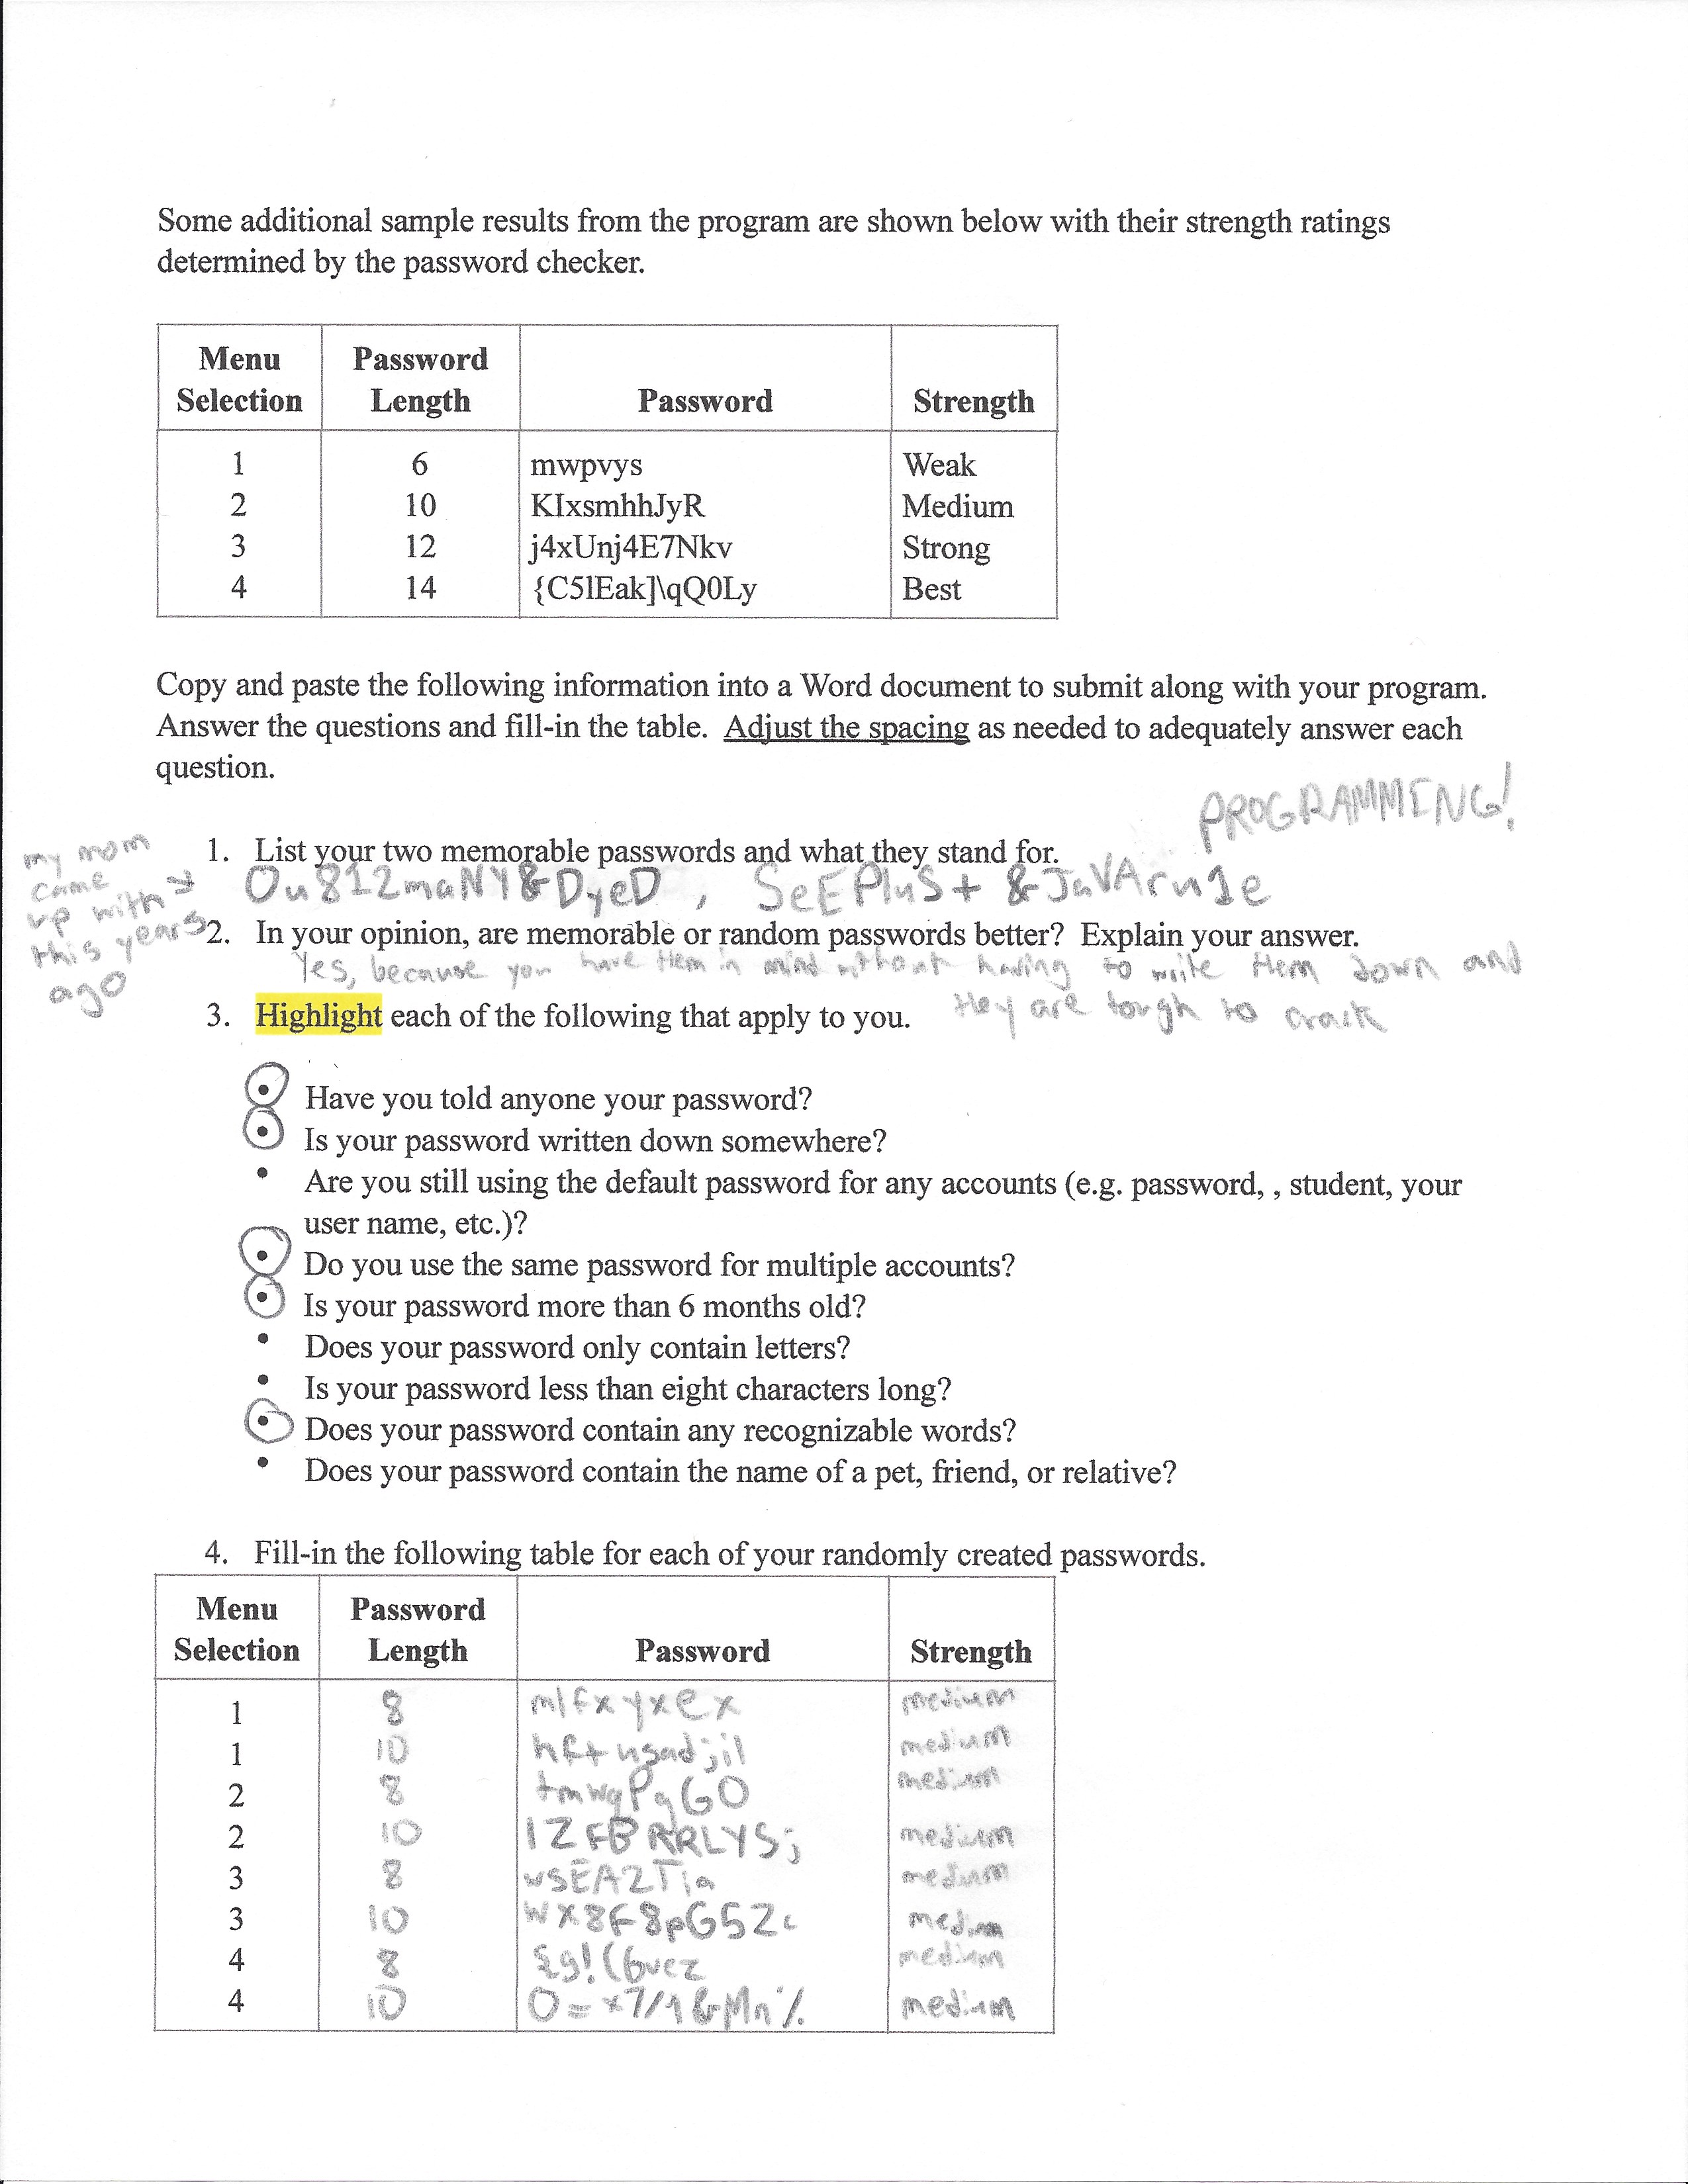 Some additional sample results from the program are shown below with their strength ratings
determined by the password checker.
Menu Selection Password Length Password Strength
1 6 mwpvys Weak
2 10 KIxsmhhJyR Medium
3 12 j4xUnj4E7Nkv Strong
4 14 {C5lEak]\qQ0Ly Best
Copy and paste the following information into a Word document to submit along with your program.
Answer the questions and fill-in the table. Adjust the spacing as needed to adequately answer each
question.
PROGRAMMING!
my mom
came
up with
this years
ago
1. List your two memorable passwords and what they stand for.
Ou812maNY&DyeD , SeEPluS+ &JaVAru1e
2. In your opinion, are memorable or random passwords better? Explain your answer.
Yes, because you have them in mind without having to write them down and
they are tough to crack
3. Highlight each of the following that apply to you.
• Have you told anyone your password?
• Is your password written down somewhere?
• Are you still using the default password for any accounts (e.g. password, , student, your
user name, etc.)?
• Do you use the same password for multiple accounts?
• Is your password more than 6 months old?
• Does your password only contain letters?
• Is your password less than eight characters long?
• Does your password contain any recognizable words?
• Does your password contain the name of a pet, friend, or relative?
4. Fill-in the following table for each of your randomly created passwords.
Menu Selection Password Length Password Strength
1 8 mlfxyxex medium
1 10 medium
2 8 medium
2 10 medium
3 8 wSEA2Tia medium
3 10 WX8F8pG5Zc medium
4 8 medium
4 10 medium